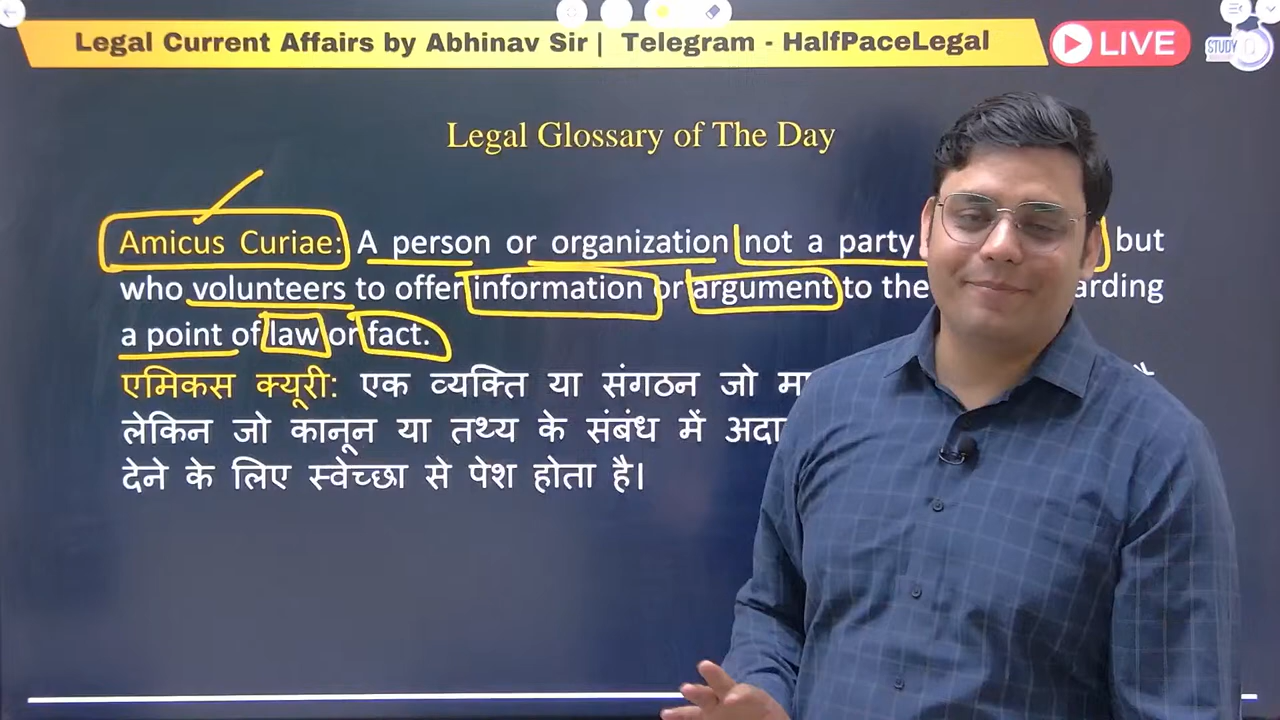 Legal Current Affairs by Abhinav Sir | Telegram - HalfPaceLegal
LIVE
STUDY
Legal Glossary of The Day
Amicus Curiae: A person or organization not a party but
who volunteers to offer information or argument to the
a point of law or fact.
एमिकस क्यूरी: एक व्यक्ति या संगठन जो
लेकिन जो कानून या तथ्य के संबंध में
देने के लिए स्वेच्छा से पेश होता है।